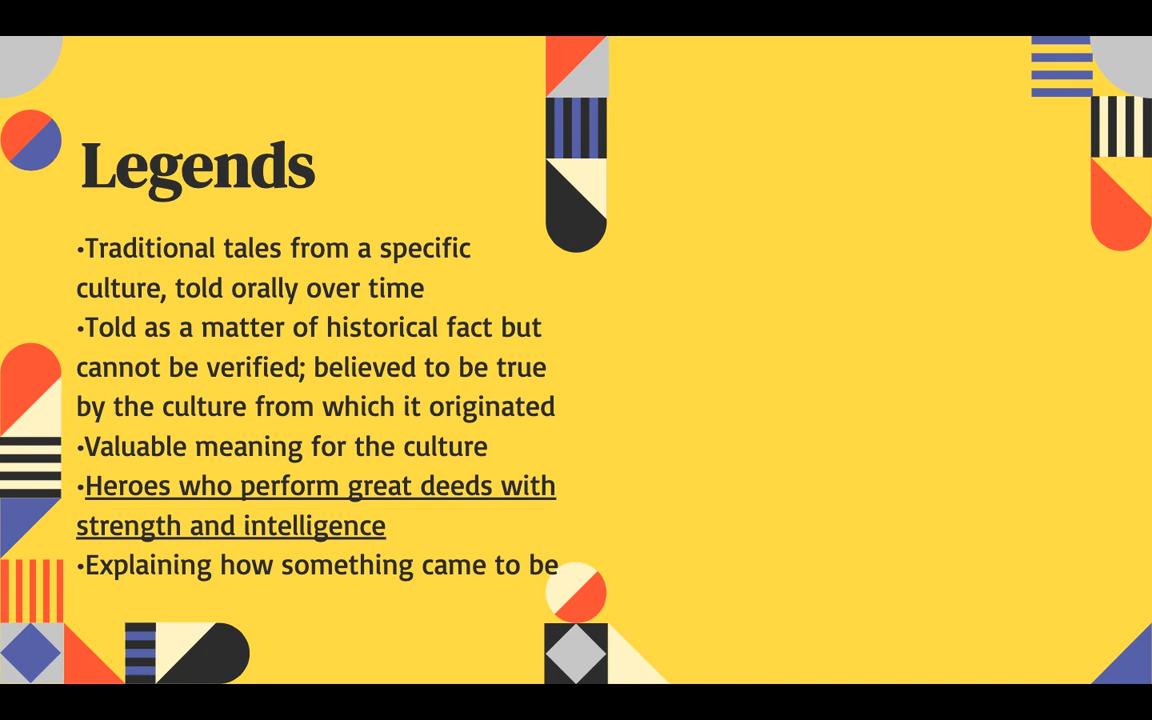 Legends
•Traditional tales from a specific
culture, told orally over time
•Told as a matter of historical fact but
cannot be verified; believed to be true
by the culture from which it originated
•Valuable meaning for the culture
•Heroes who perform great deeds with
strength and intelligence
•Explaining how something came to be